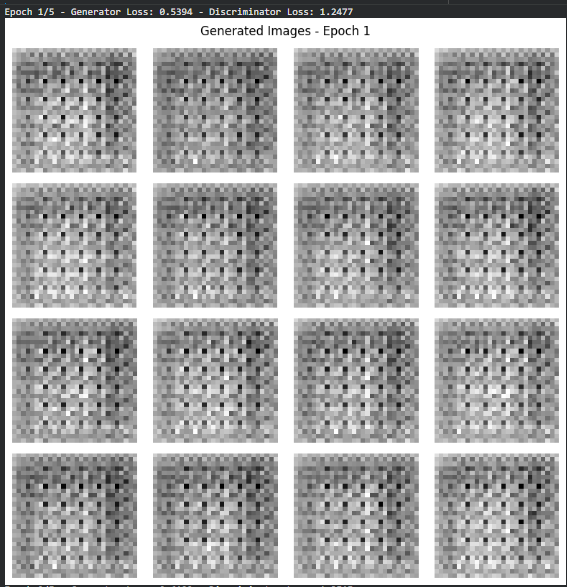 Epoch 1/5 - Generator Loss: 0.5394 - Discriminator Loss: 1.2477
Generated Images - Epoch 1